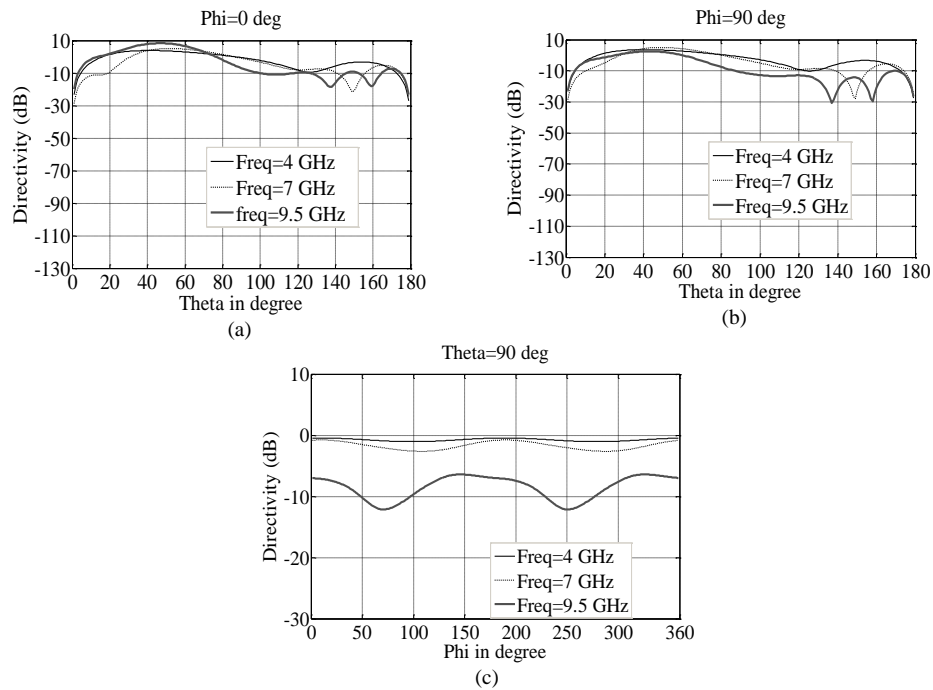 Phi=0 deg
10
-10
-30
-50
-70
-90
-110
-130
Directivity (dB)
Freq=4 GHz
Freq=7 GHz
freq=9.5 GHz
0 20 40 60 80 100 120 140 160 180
Theta in degree
(a)
Phi=90 deg
10
-10
-30
-50
-70
-90
-110
-130
Directivity (dB)
Freq=4 GHz
Freq=7 GHz
Freq=9.5 GHz
0 20 40 60 80 100 120 140 160 180
Theta in degree
(b)
Theta=90 deg
10
0
-10
-20
-30
Directivity (dB)
Freq=4 GHz
Freq=7 GHz
Freq=9.5 GHz
0 50 100 150 200 250 300 360
Phi in degree
(c)